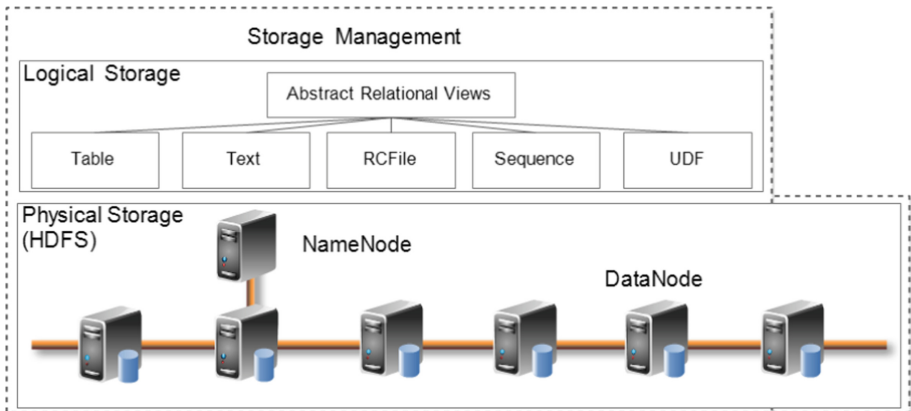 Storage Management
Logical Storage
Abstract Relational Views
Table
Text
RCFile
Sequence
UDF
Physical Storage
(HDFS)
NameNode
DataNode